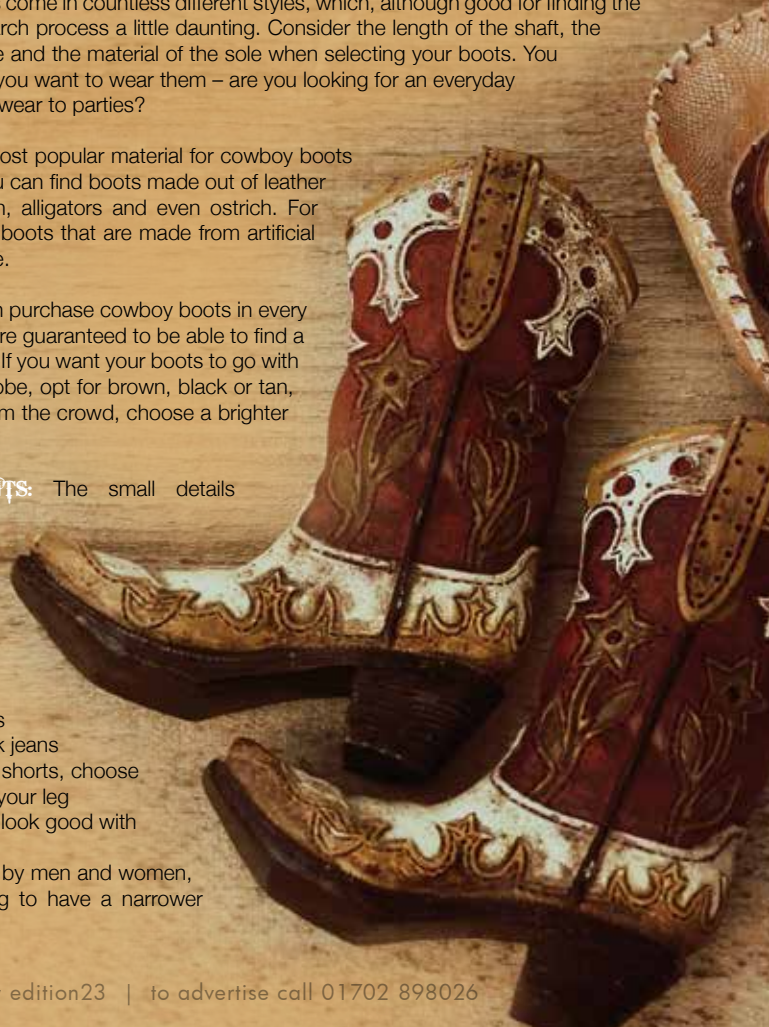 come in countless different styles, which, although good for finding the
rch process a little daunting. Consider the length of the shaft, the
e and the material of the sole when selecting your boots. You
you want to wear them – are you looking for an everyday
wear to parties?
ost popular material for cowboy boots
u can find boots made out of leather
n, alligators and even ostrich. For
boots that are made from artificial
e.
n purchase cowboy boots in every
re guaranteed to be able to find a
If you want your boots to go with
obe, opt for brown, black or tan,
m the crowd, choose a brighter
TS: The small details
s
k jeans
shorts, choose
your leg
look good with
by men and women,
g to have a narrower
edition23 | to advertise call 01702 898026